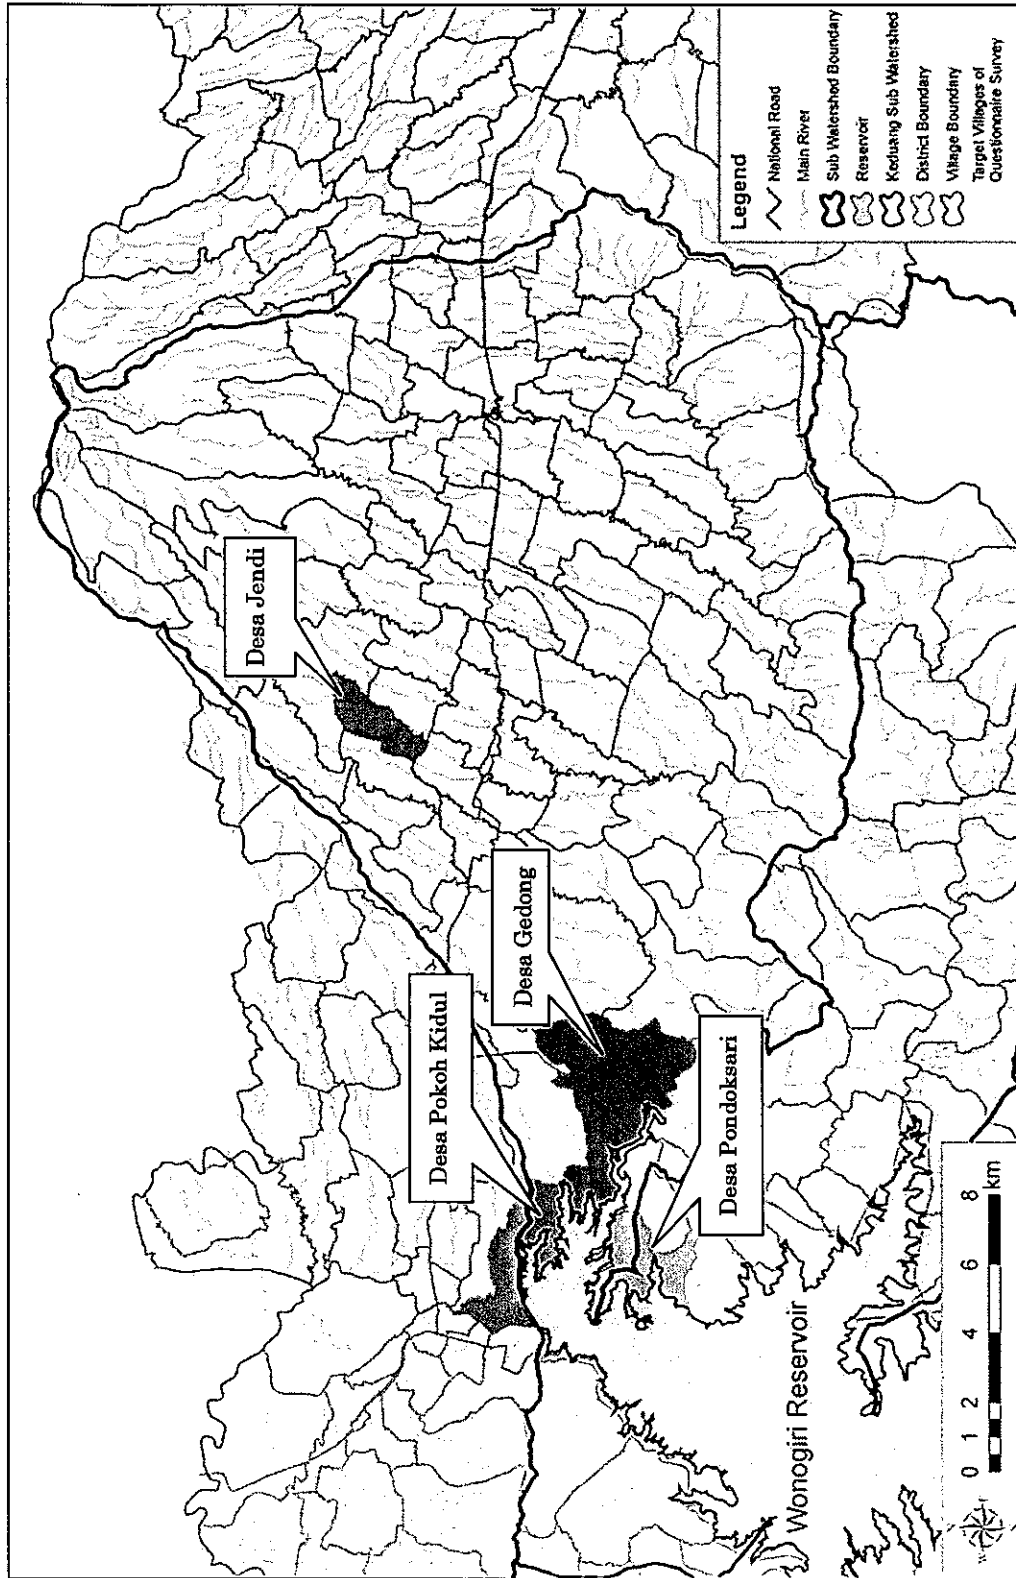 Desa Jendi
Desa Pokoh Kidul
Desa Gedong
Desa Pondoksari
Wonogiri Reservoir
0 1 2 4 6 8
km
Legend
National Road
Main River
Sub Watershed Boundary
Reservoir
Keduang Sub Watershed
District Boundary
Village Boundary
Target Villages of
Questionnaire Survey